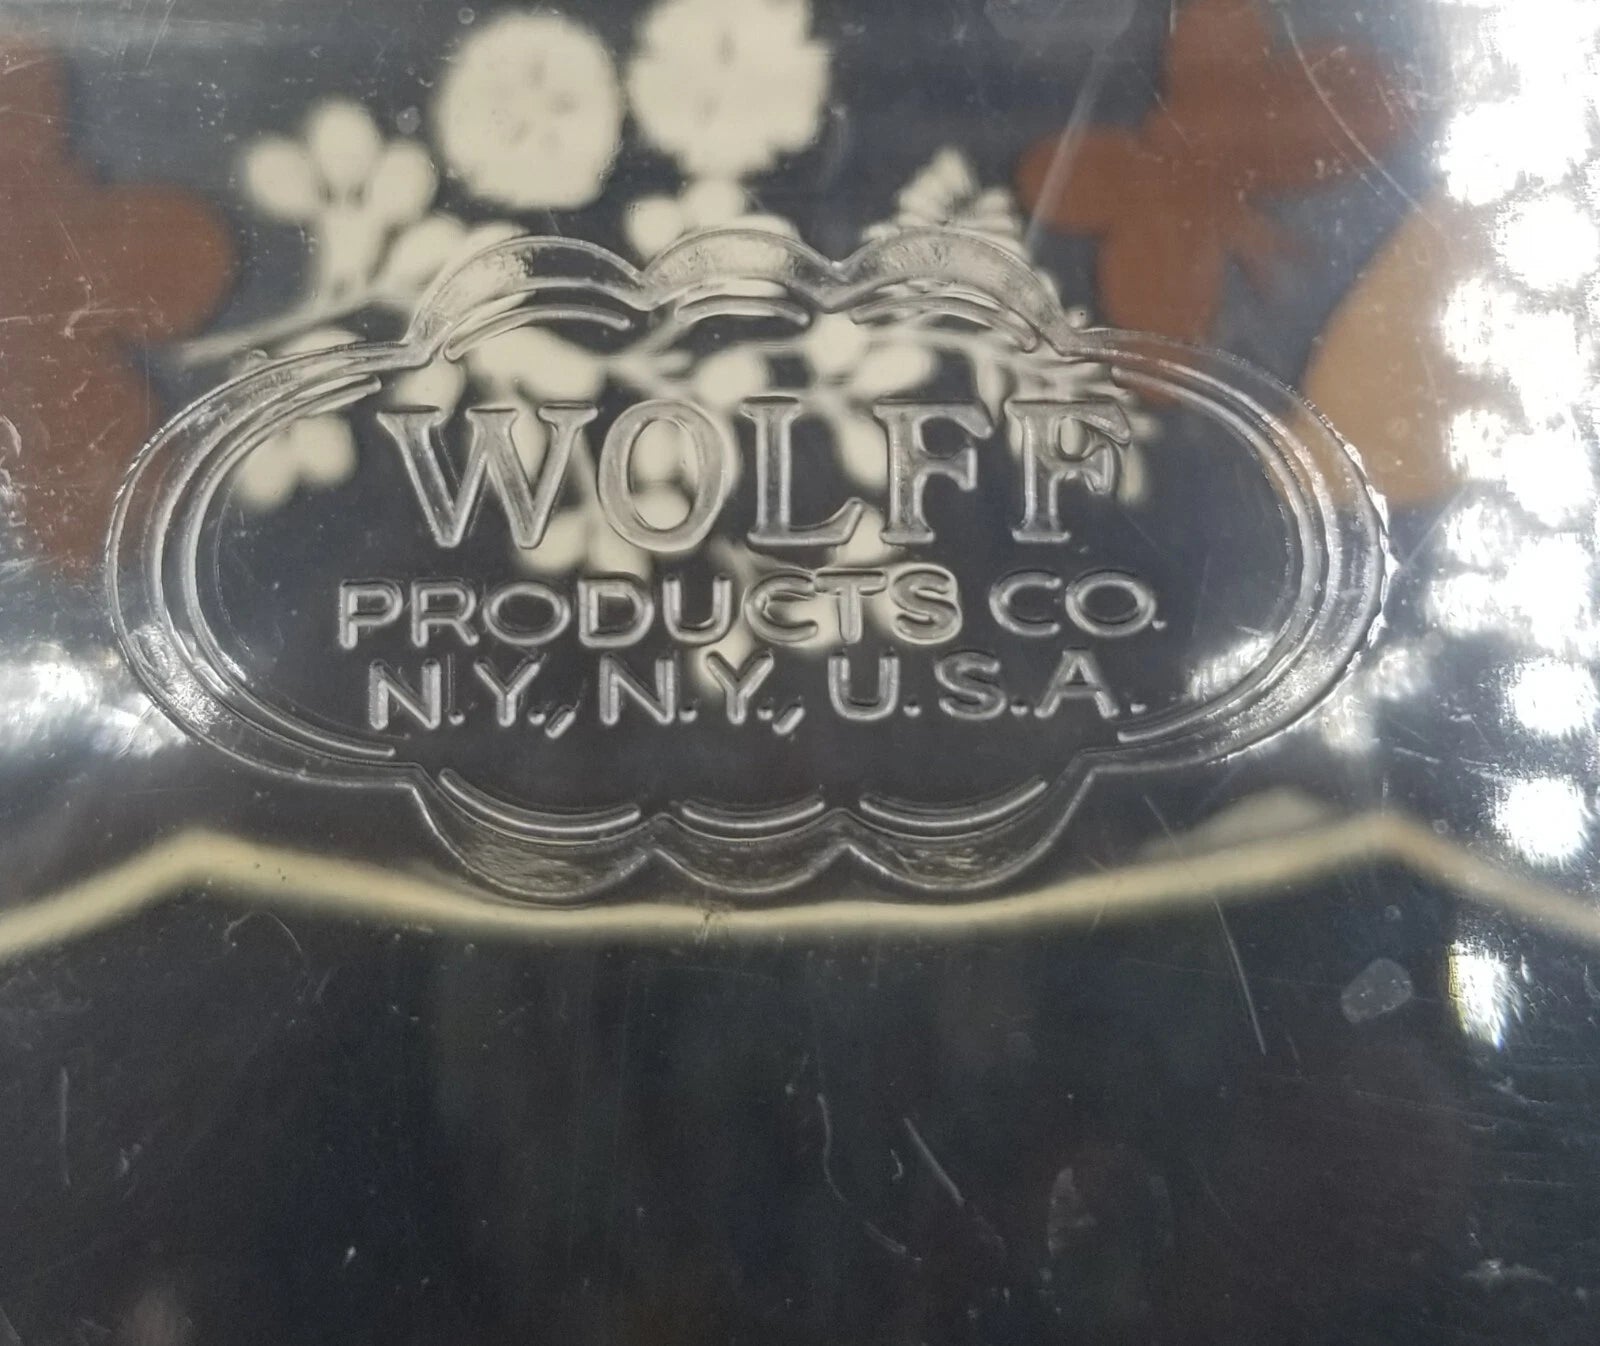 WOLFF
PRODUCTS CO.
N.Y., N.Y., U.S.A.